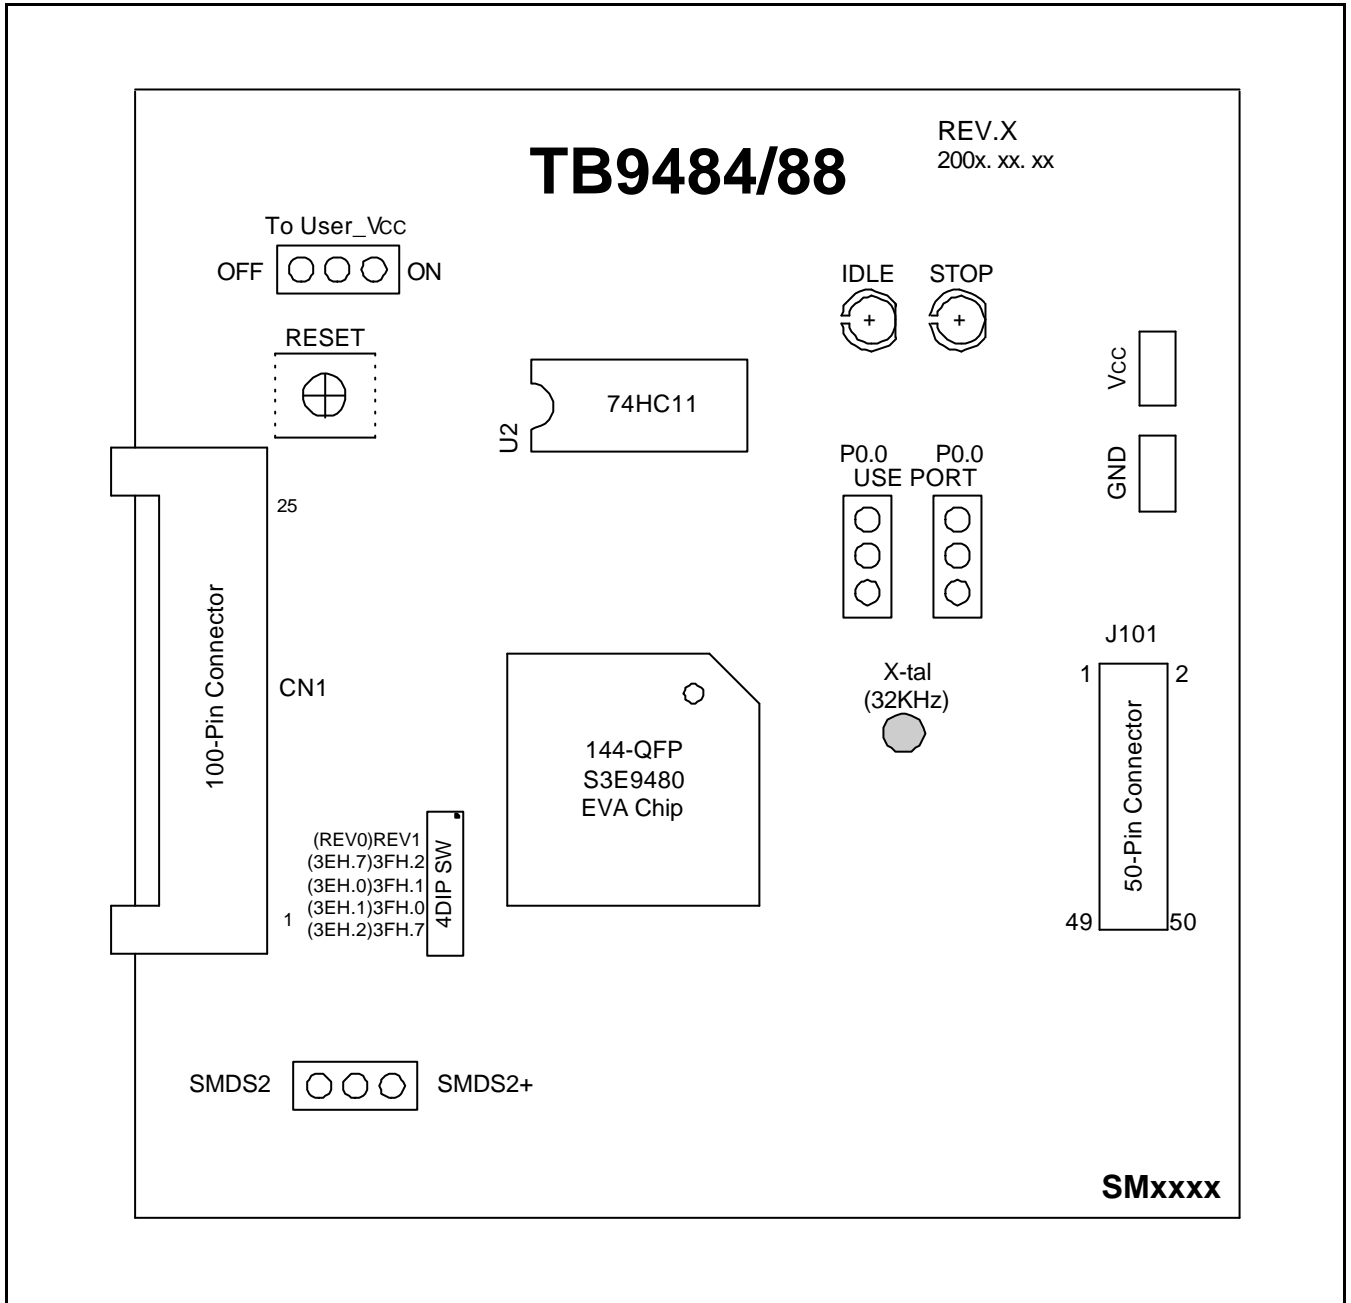 TB9484/88
REV.X
200x. xx. xx
To User_VCC
OFF
ON
RESET
IDLE
STOP
74HC11
U2
VCC
GND
P0.0
P0.0
USE PORT
25
100-Pin Connector
CN1
1
144-QFP
S3E9480
EVA Chip
X-tal
(32KHz)
J101
1
2
50-Pin Connector
49
50
(REV0)REV1
(3EH.7)3FH.2
(3EH.0)3FH.1
(3EH.1)3FH.0
(3EH.2)3FH.7
4DIP SW
SMDS2
SMDS2+
SMxxxx